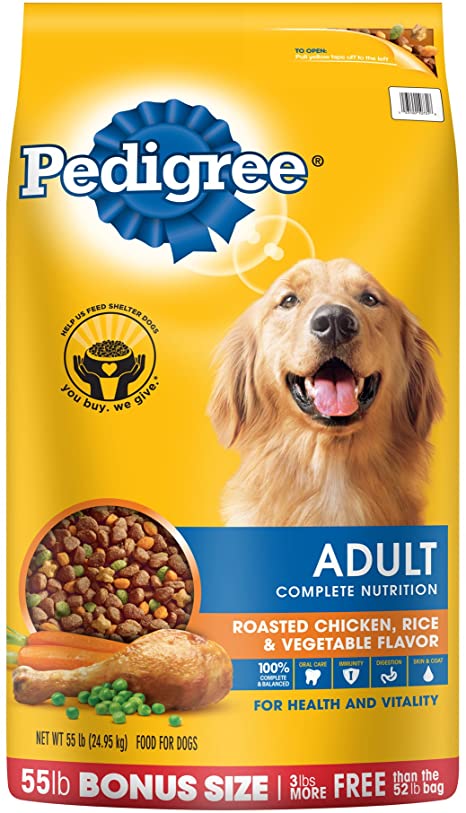 TO OPEN:
Pull yellow tape off to the left
Pedigree®
HELP US FEED SHELTER DOGS
you buy. we give.®
ADULT
COMPLETE NUTRITION
ROASTED CHICKEN, RICE
& VEGETABLE FLAVOR
100%
COMPLETE
& BALANCED
ORAL CARE
IMMUNITY
DIGESTION
SKIN & COAT
FOR HEALTH AND VITALITY
NET WT 55 lb (24.95 kg) FOOD FOR DOGS
55lb BONUS SIZE | 3lbs MORE FREE than the 52 lb bag